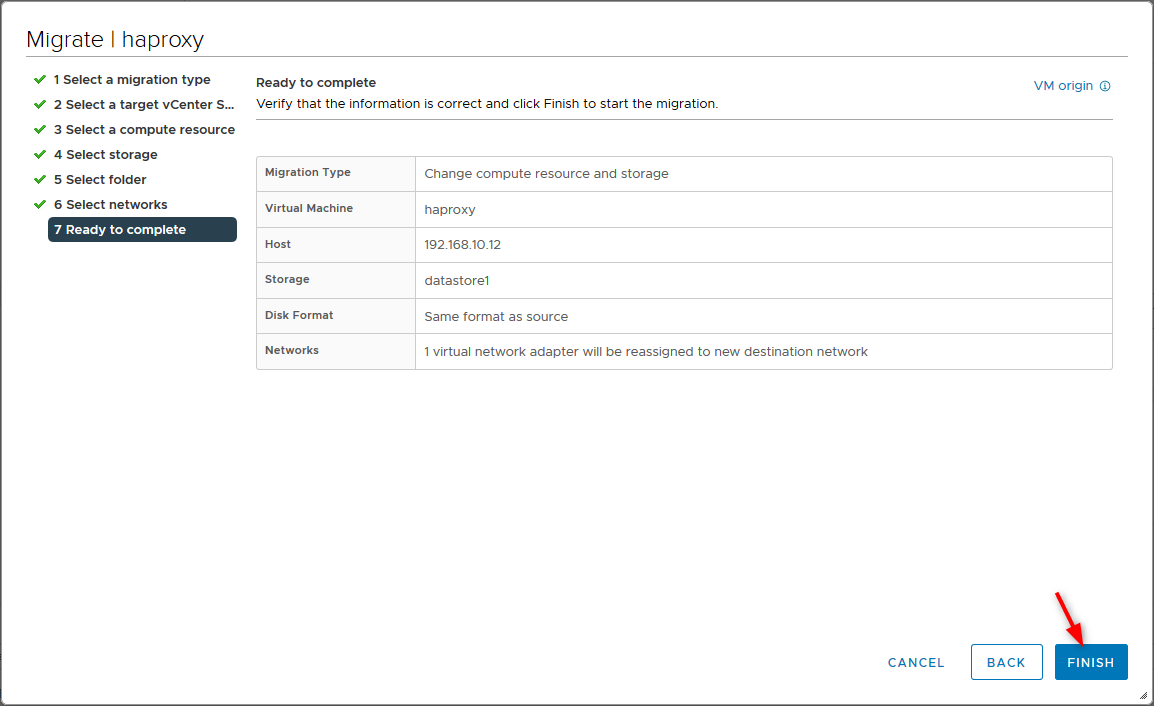 Migrate | haproxy
1 Select a migration type
2 Select a target vCenter S...
3 Select a compute resource
4 Select storage
5 Select folder
6 Select networks
7 Ready to complete
Ready to complete
Verify that the information is correct and click Finish to start the migration.
VM origin
Migration Type Change compute resource and storage
Virtual Machine haproxy
Host 192.168.10.12
Storage datastore1
Disk Format Same format as source
Networks 1 virtual network adapter will be reassigned to new destination network
CANCEL BACK FINISH